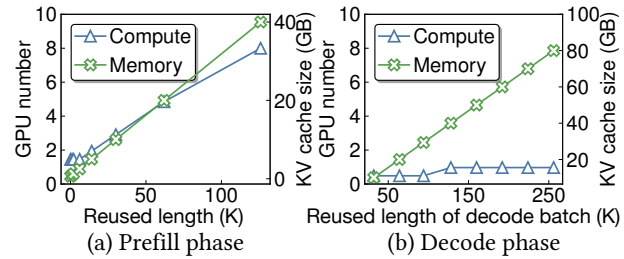 10
8
6
4
2
0
GPU number
Compute
Memory
40
20
0
KV cache size (GB)
0
50
100
Reused length (K)
(a) Prefill phase
10
8
6
4
2
0
GPU number
Compute
Memory
100
80
60
40
20
KV cache size (GB)
50
150
250
Reused length of decode batch (K)
(b) Decode phase